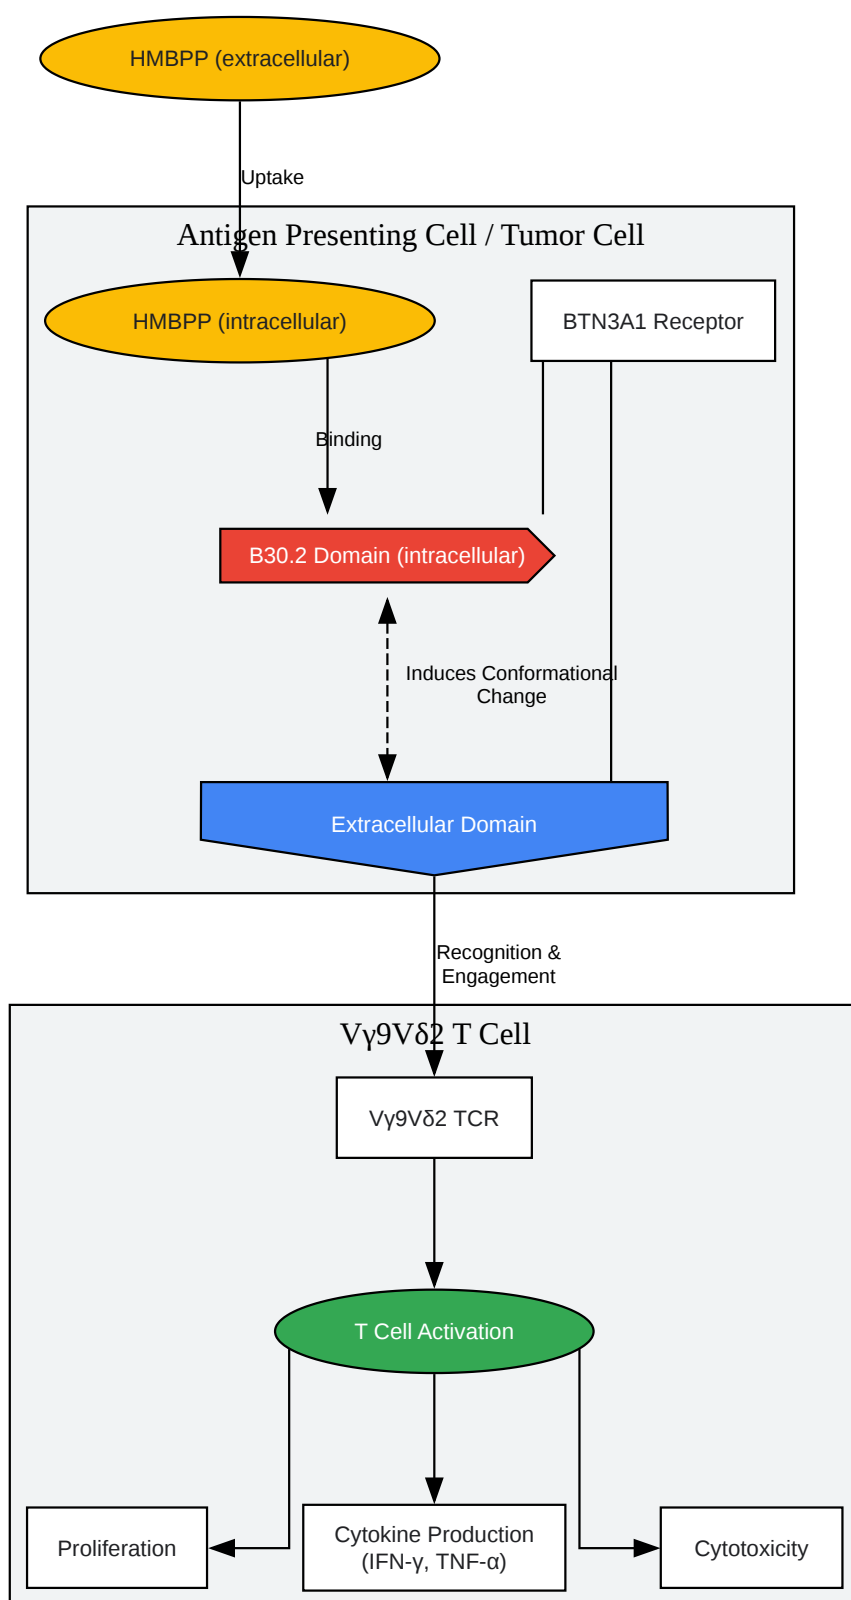 HMBPP (extracellular)
Uptake
Antigen Presenting Cell / Tumor Cell
HMBPP (intracellular)
BTN3A1 Receptor
Binding
B30.2 Domain (intracellular)
Induces Conformational
Change
Extracellular Domain
Recognition &
Engagement
Vγ9Vδ2 T Cell
Vγ9Vδ2 TCR
T Cell Activation
Proliferation
Cytokine Production
(IFN-γ, TNF-α)
Cytotoxicity